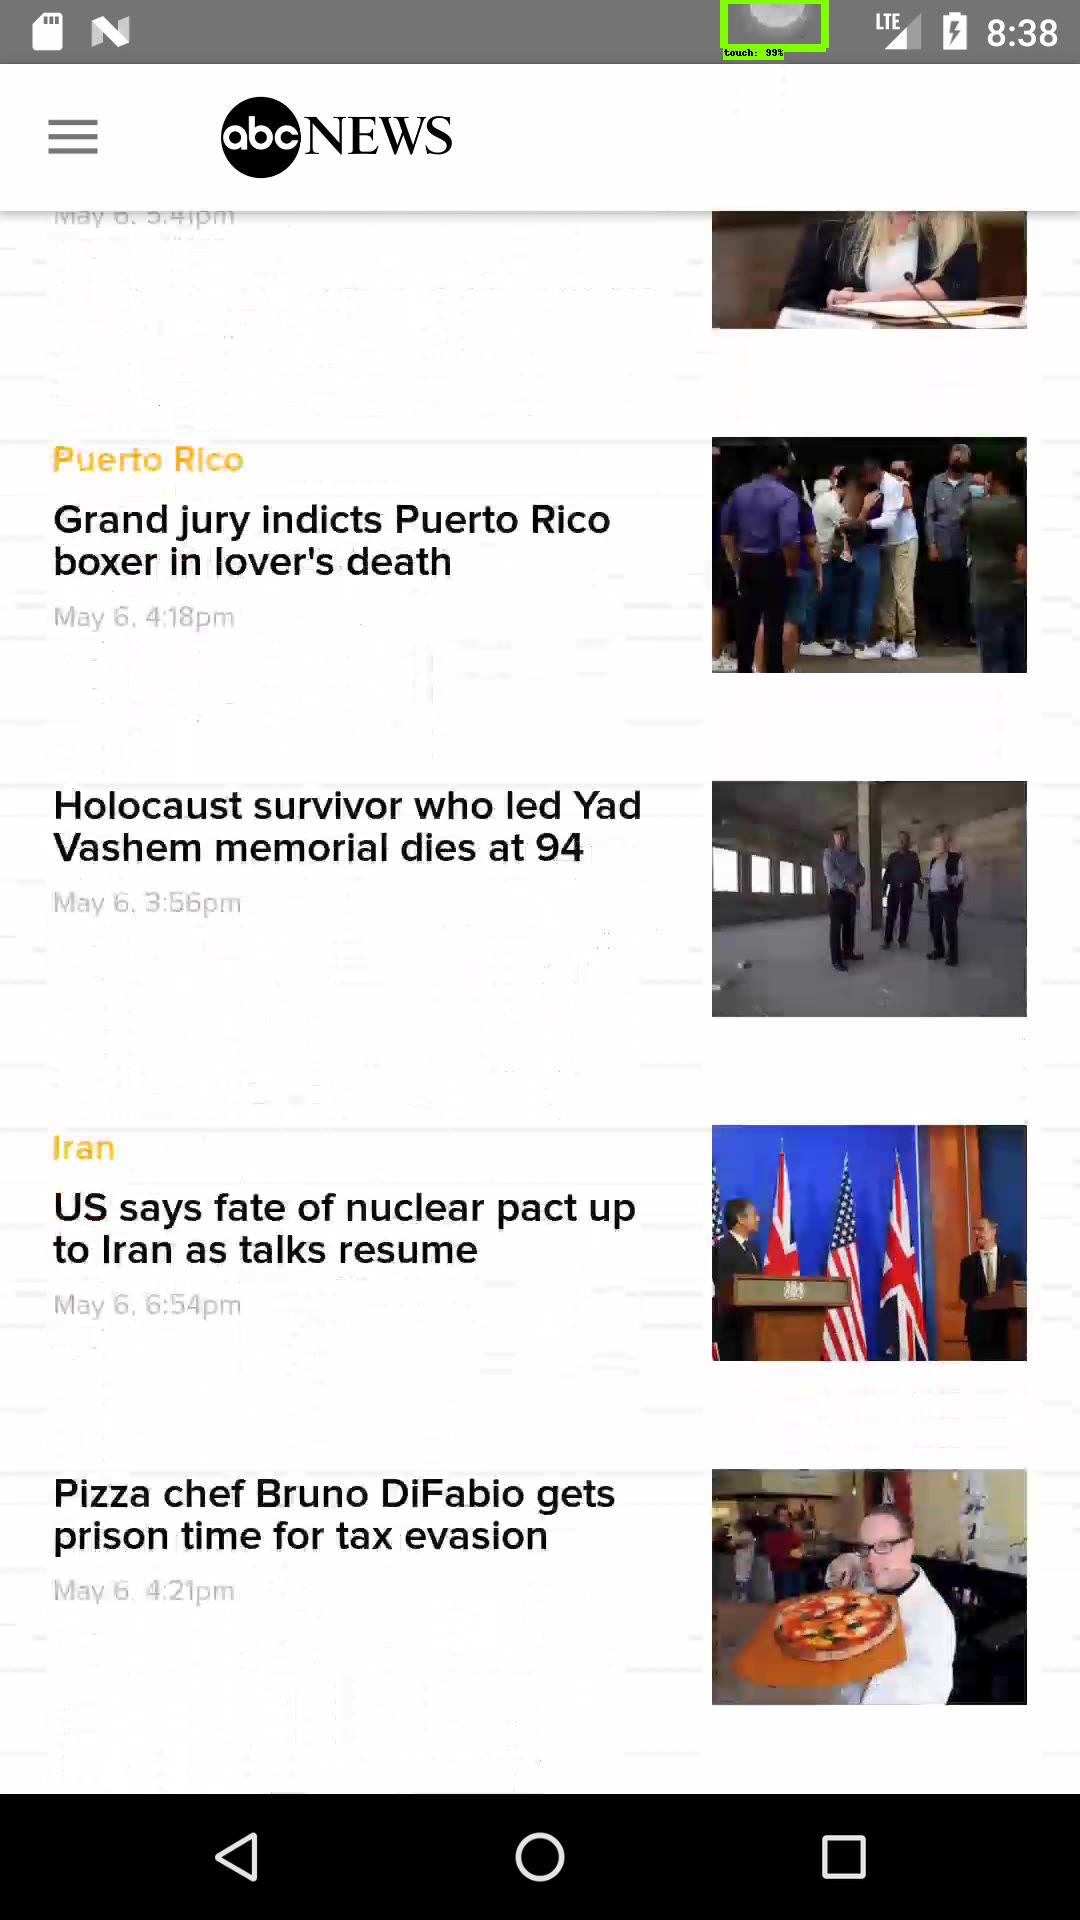 touch: 99%
LTE
8:38
abc NEWS
May 6, 5:41pm
Puerto Rico
Grand jury indicts Puerto Rico
boxer in lover's death
May 6, 4:18pm
Holocaust survivor who led Yad
Vashem memorial dies at 94
May 6, 3:56pm
Iran
US says fate of nuclear pact up
to Iran as talks resume
May 6, 6:54pm
Pizza chef Bruno DiFabio gets
prison time for tax evasion
May 6, 4:21pm